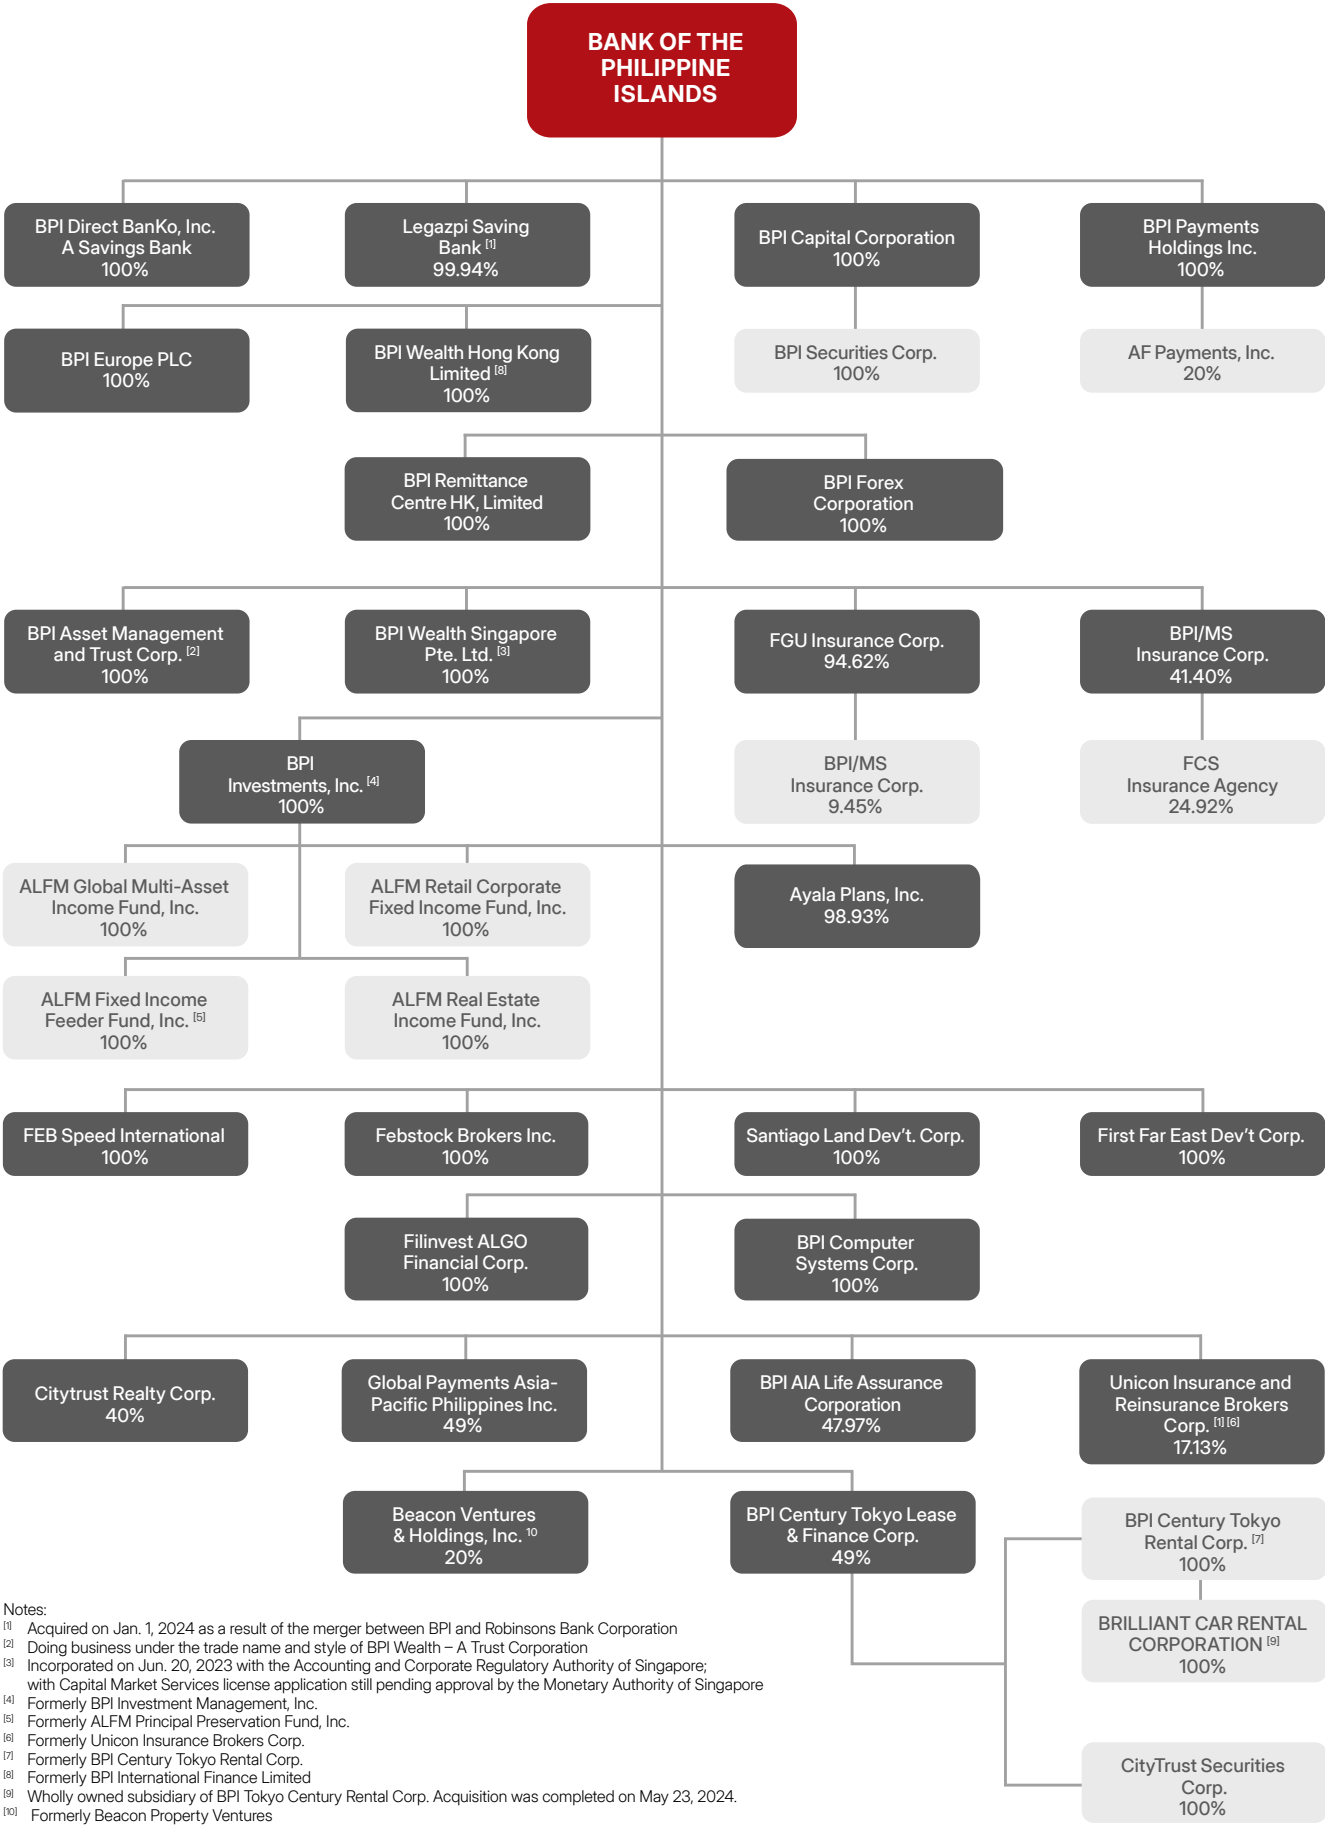 BANK OF THE
PHILIPPINE
ISLANDS
BPI Direct BanKo, Inc.
A Savings Bank
100%
Legazpi Saving
Bank [1]
99.94%
BPI Capital Corporation
100%
BPI Payments
Holdings Inc.
100%
BPI Europe PLC
100%
BPI Wealth Hong Kong
Limited [8]
100%
BPI Securities Corp.
100%
AF Payments, Inc.
20%
BPI Remittance
Centre HK, Limited
100%
BPI Forex
Corporation
100%
BPI Asset Management
and Trust Corp. [2]
100%
BPI Wealth Singapore
Pte. Ltd. [3]
100%
FGU Insurance Corp.
94.62%
BPI/MS
Insurance Corp.
41.40%
BPI
Investments, Inc. [4]
100%
BPI/MS
Insurance Corp.
9.45%
FCS
Insurance Agency
24.92%
ALFM Global Multi-Asset
Income Fund, Inc.
100%
ALFM Retail Corporate
Fixed Income Fund, Inc.
100%
Ayala Plans, Inc.
98.93%
ALFM Fixed Income
Feeder Fund, Inc. [5]
100%
ALFM Real Estate
Income Fund, Inc.
100%
FEB Speed International
100%
Febstock Brokers Inc.
100%
Santiago Land Dev't. Corp.
100%
First Far East Dev't Corp.
100%
Filinvest ALGO
Financial Corp.
100%
BPI Computer
Systems Corp.
100%
Citytrust Realty Corp.
40%
Global Payments Asia-
Pacific Philippines Inc.
49%
BPI AIA Life Assurance
Corporation
47.97%
Unicon Insurance and
Reinsurance Brokers
Corp. [1] [6]
17.13%
Beacon Ventures
& Holdings, Inc. 10
20%
BPI Century Tokyo Lease
& Finance Corp.
49%
BPI Century Tokyo
Rental Corp. [7]
100%
BRILLIANT CAR RENTAL
CORPORATION [9]
100%
CityTrust Securities
Corp.
100%
Notes:
[1] Acquired on Jan. 1, 2024 as a result of the merger between BPI and Robinsons Bank Corporation
[2] Doing business under the trade name and style of BPI Wealth – A Trust Corporation
[3] Incorporated on Jun. 20, 2023 with the Accounting and Corporate Regulatory Authority of Singapore;
with Capital Market Services license application still pending approval by the Monetary Authority of Singapore
[4] Formerly BPI Investment Management, Inc.
[5] Formerly ALFM Principal Preservation Fund, Inc.
[6] Formerly Unicon Insurance Brokers Corp.
[7] Formerly BPI Century Tokyo Rental Corp.
[8] Formerly BPI International Finance Limited
[9] Wholly owned subsidiary of BPI Tokyo Century Rental Corp. Acquisition was completed on May 23, 2024.
[10] Formerly Beacon Property Ventures